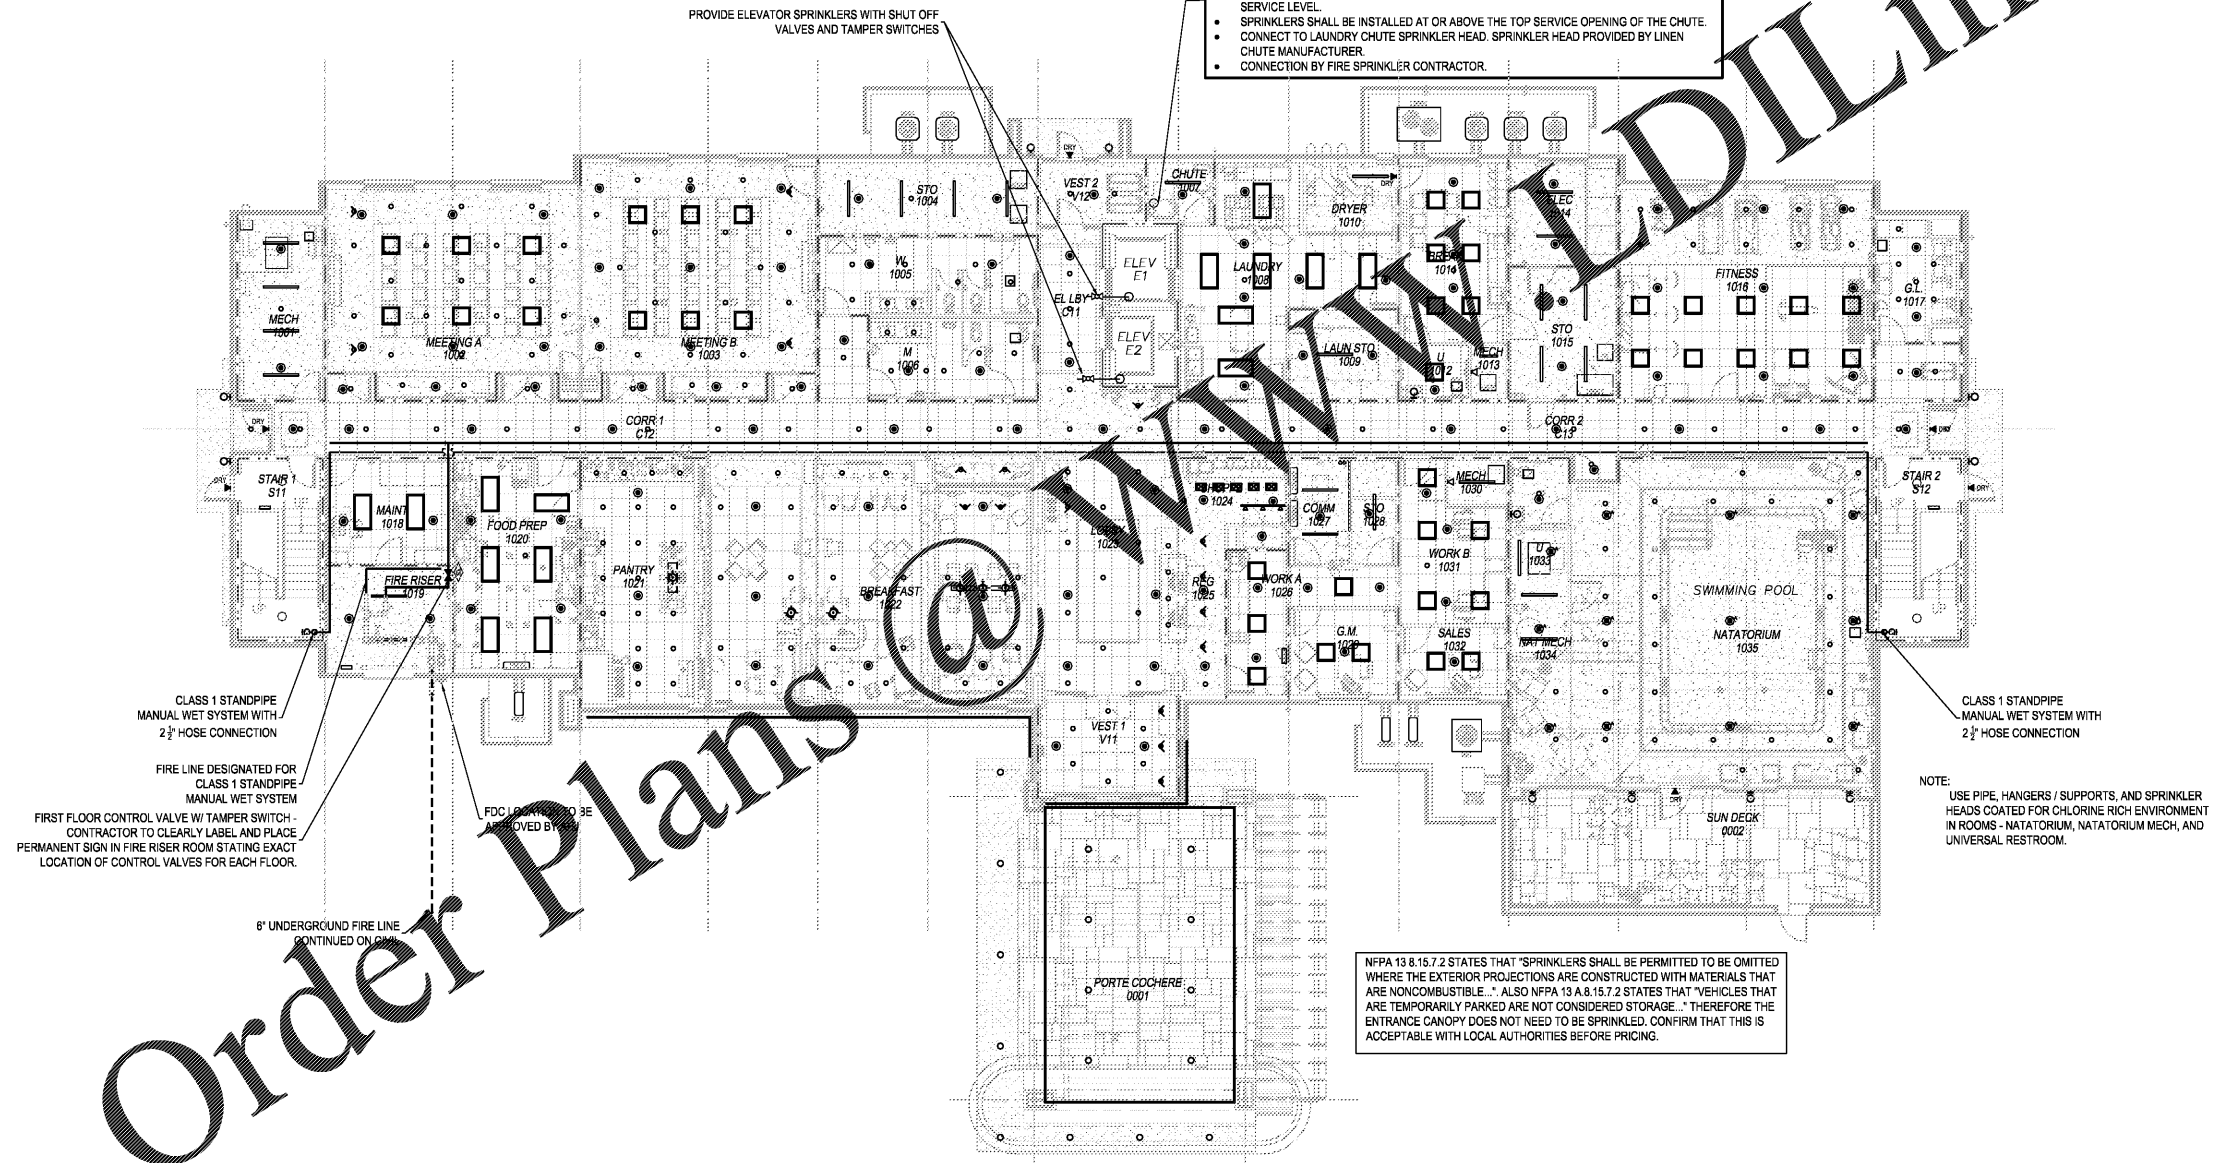 PROVIDE ELEVATOR SPRINKLERS WITH SHUT OFF
VALVES AND TAMPER SWITCHES
SERVICE LEVEL.
• SPRINKLERS SHALL BE INSTALLED AT OR ABOVE THE TOP SERVICE OPENING OF THE CHUTE.
• CONNECT TO LAUNDRY CHUTE SPRINKLER HEAD. SPRINKLER HEAD PROVIDED BY LINEN
CHUTE MANUFACTURER.
• CONNECTION BY FIRE SPRINKLER CONTRACTOR.
Order Plans @ WWW LDILi
DRY
VEST 2
V12
CHUTE
1007
DRY
STO
1004
DRYER
1010
ELEC
1014
MECH
1001
MEETING A
1002
MEETING B
1003
W
1005
M
1006
EL LBY
C11
ELEV
E1
ELEV
E2
LAUNDRY
1008
LAUN STO
1009
BREAK
1014
U
1012
MECH
1013
STO
1015
FITNESS
1016
G.L.
1017
DRY
CORR 1
C12
CORR 2
C13
DRY
DRY
STAIR 1
S11
MAINT
1018
FIRE RISER
1019
FOOD PREP
1020
PANTRY
1021
BREAKFAST
1022
LOBBY
1023
1024
REG
1025
WORK A
1026
COMM
1027
STO
1028
G.M.
1029
MECH
1030
WORK B
1031
SALES
1032
U
1033
NAT MECH
1034
SWIMMING POOL
NATATORIUM
1035
STAIR 2
S12
DRY
CLASS 1 STANDPIPE
MANUAL WET SYSTEM WITH
2 ½" HOSE CONNECTION
FIRE LINE DESIGNATED FOR
CLASS 1 STANDPIPE
MANUAL WET SYSTEM
FIRST FLOOR CONTROL VALVE W/ TAMPER SWITCH -
CONTRACTOR TO CLEARLY LABEL AND PLACE
PERMANENT SIGN IN FIRE RISER ROOM STATING EXACT
LOCATION OF CONTROL VALVES FOR EACH FLOOR.
FDC LOCATION TO BE
APPROVED BY
6" UNDERGROUND FIRE LINE
CONTINUED ON CIVIL
VEST 1
V11
PORTE COCHERE
0001
DRY
SUN DECK
0002
CLASS 1 STANDPIPE
MANUAL WET SYSTEM WITH
2 ½" HOSE CONNECTION
NOTE:
USE PIPE, HANGERS / SUPPORTS, AND SPRINKLER
HEADS COATED FOR CHLORINE RICH ENVIRONMENT
IN ROOMS - NATATORIUM, NATATORIUM MECH, AND
UNIVERSAL RESTROOM.
NFPA 13 8.15.7.2 STATES THAT "SPRINKLERS SHALL BE PERMITTED TO BE OMITTED
WHERE THE EXTERIOR PROJECTIONS ARE CONSTRUCTED WITH MATERIALS THAT
ARE NONCOMBUSTIBLE...". ALSO NFPA 13 A.8.15.7.2 STATES THAT "VEHICLES THAT
ARE TEMPORARILY PARKED ARE NOT CONSIDERED STORAGE..." THEREFORE THE
ENTRANCE CANOPY DOES NOT NEED TO BE SPRINKLED. CONFIRM THAT THIS IS
ACCEPTABLE WITH LOCAL AUTHORITIES BEFORE PRICING.